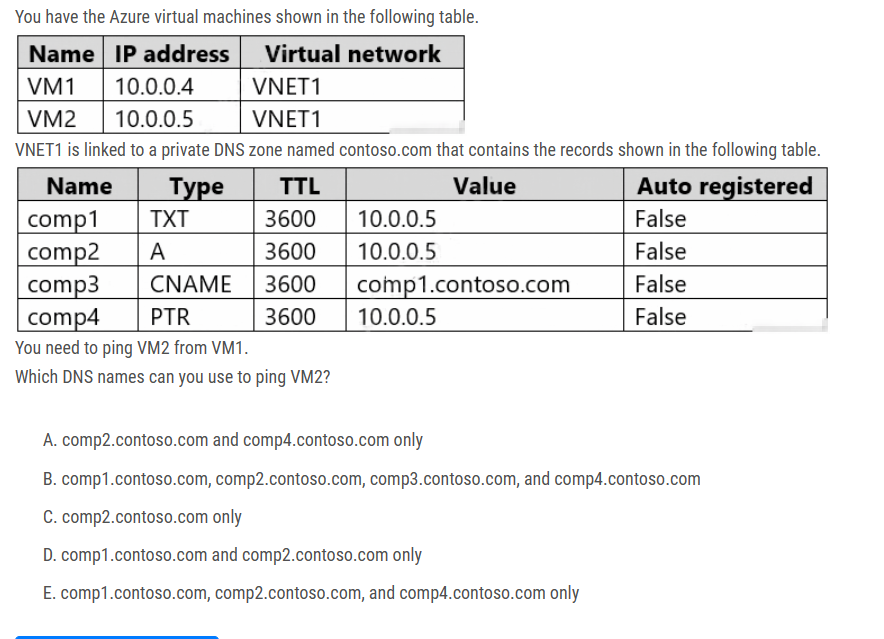 You have the Azure virtual machines shown in the following table.
Name IP address Virtual network
VM1 10.0.0.4 VNET1
VM2 10.0.0.5 VNET1
VNET1 is linked to a private DNS zone named contoso.com that contains the records shown in the following table.
Name Type TTL Value Auto registered
comp1 TXT 3600 10.0.0.5 False
comp2 A 3600 10.0.0.5 False
comp3 CNAME 3600 comp1.contoso.com False
comp4 PTR 3600 10.0.0.5 False
You need to ping VM2 from VM1.
Which DNS names can you use to ping VM2?
A. comp2.contoso.com and comp4.contoso.com only
B. comp1.contoso.com, comp2.contoso.com, comp3.contoso.com, and comp4.contoso.com
C. comp2.contoso.com only
D. comp1.contoso.com and comp2.contoso.com only
E. comp1.contoso.com, comp2.contoso.com, and comp4.contoso.com only